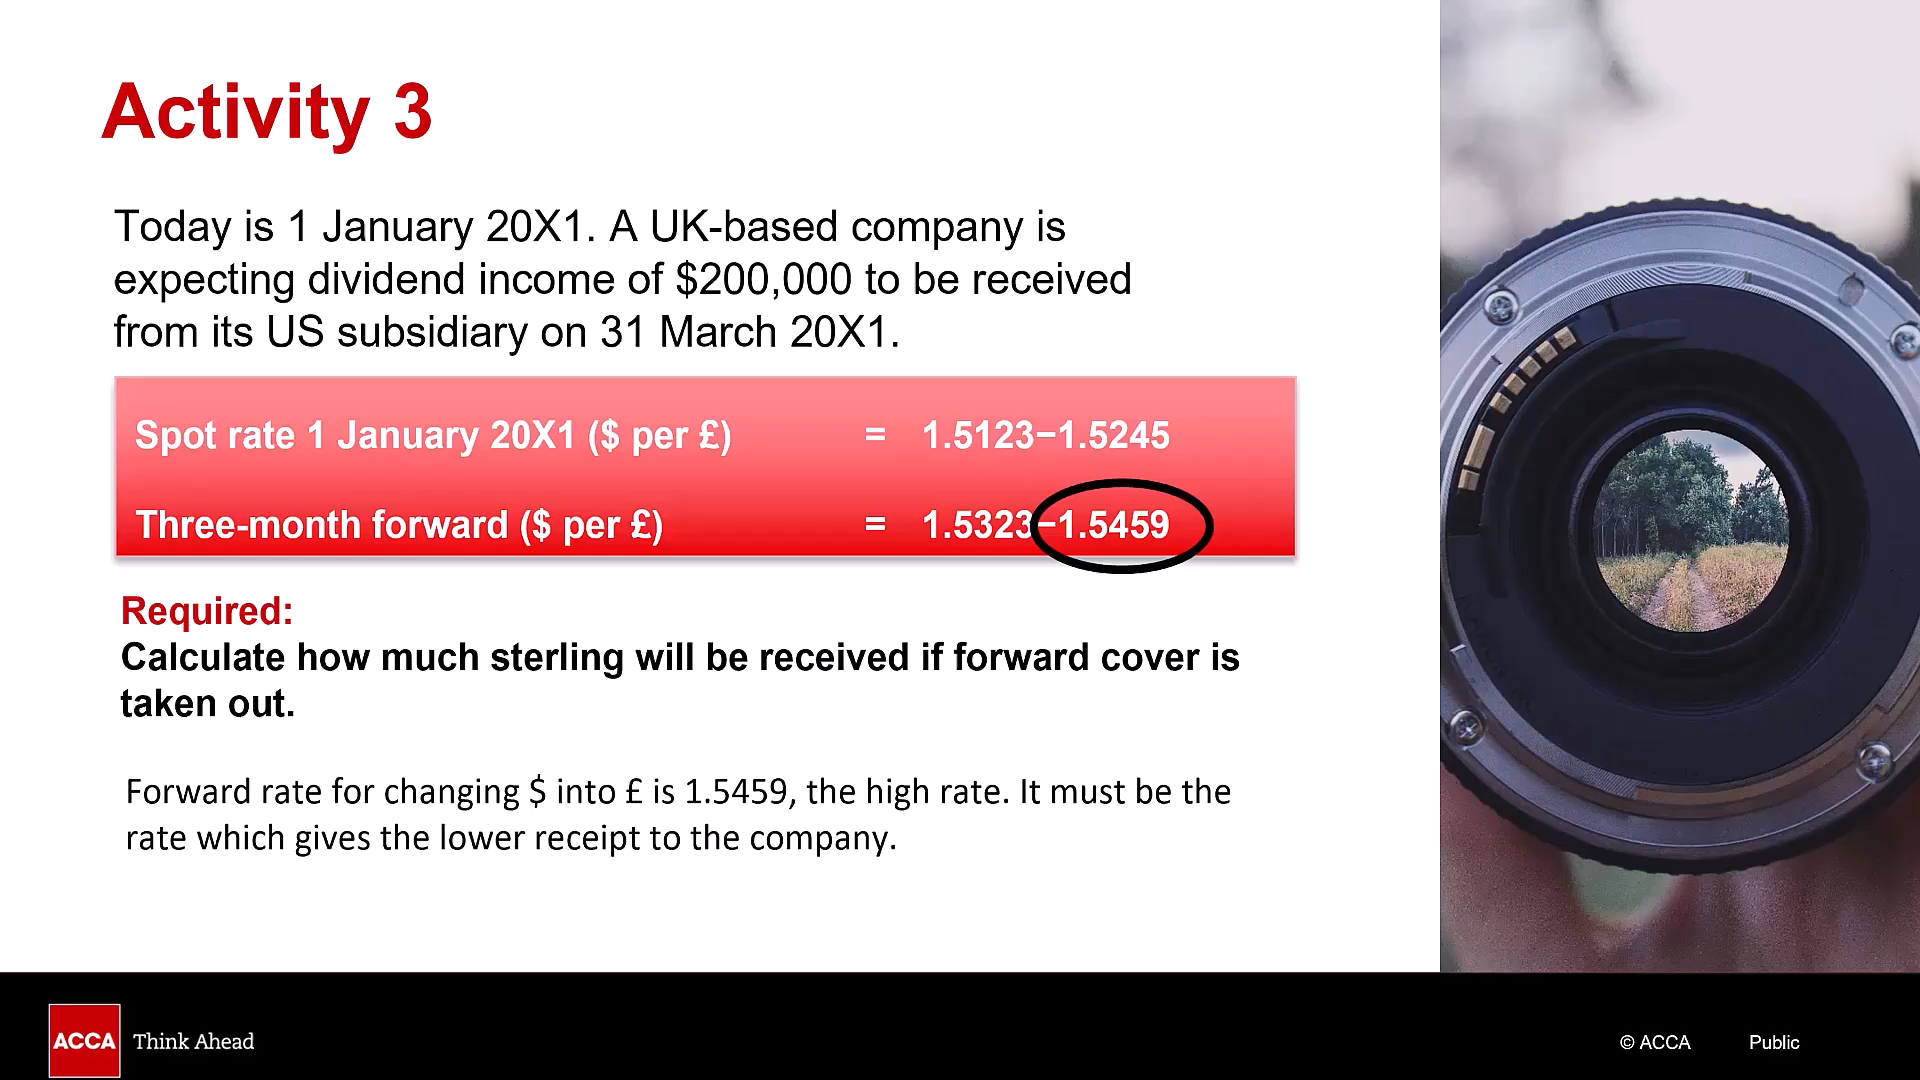 Activity 3
Today is 1 January 20X1. A UK-based company is
expecting dividend income of $200,000 to be received
from its US subsidiary on 31 March 20X1.
Spot rate 1 January 20X1 ($ per £) = 1.5123−1.5245
Three-month forward ($ per £) = 1.5323−1.5459
Required:
Calculate how much sterling will be received if forward cover is
taken out.
Forward rate for changing $ into £ is 1.5459, the high rate. It must be the
rate which gives the lower receipt to the company.
ACCA Think Ahead
© ACCA Public